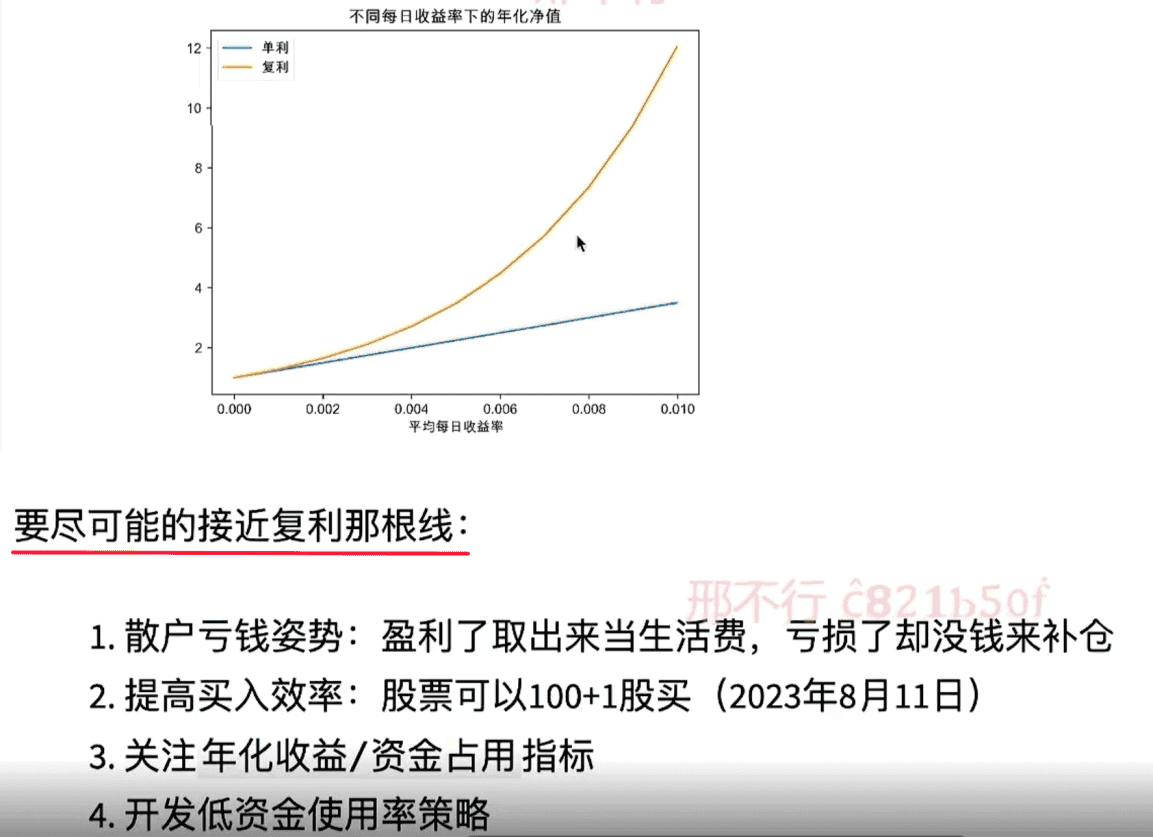 不同每日收益率下的年化净值
单利
复利
12
10
8
6
4
2
0.000 0.002 0.004 0.006 0.008 0.010
平均每日收益率
要尽可能的接近复利那根线：
邢不行
1. 散户亏钱姿势：盈利了取出来当生活费，亏损了却没钱来补仓
2. 提高买入效率：股票可以100+1股买（2023年8月11日）
3. 关注年化收益/资金占用指标
4. 开发低资金使用率策略